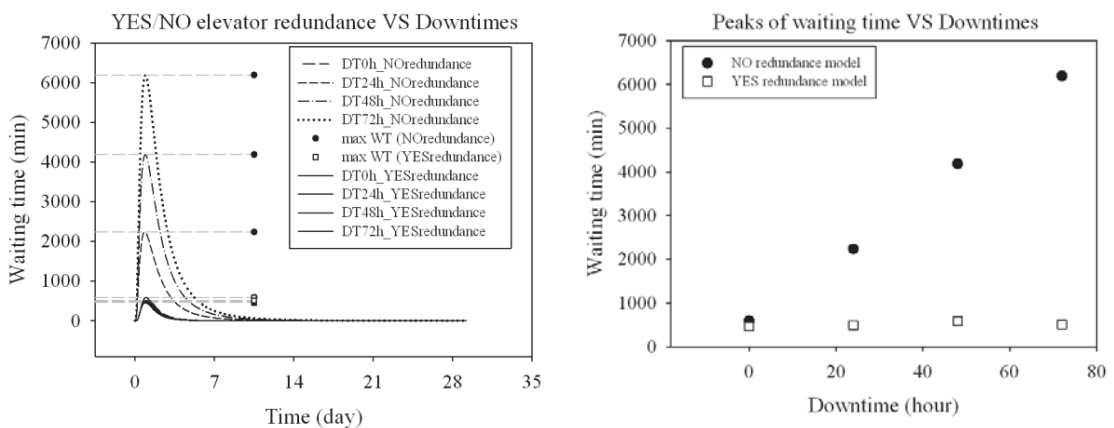 YES/NO elevator redundance VS Downtimes
7000
6000
5000
4000
3000
2000
1000
0
Waiting time (min)
DT0h_NOredundance
DT24h_NOredundance
DT48h_NOredundance
DT72h_NOredundance
max WT (NOredundance)
max WT (YESredundance)
DT0h_YESredundance
DT24h_YESredundance
DT48h_YESredundance
DT72h_YESredundance
0 7 14 21 28 35
Time (day)
Peaks of waiting time VS Downtimes
7000
6000
5000
4000
3000
2000
1000
0
Waiting time (min)
NO redundance model
YES redundance model
0 20 40 60 80
Downtime (hour)